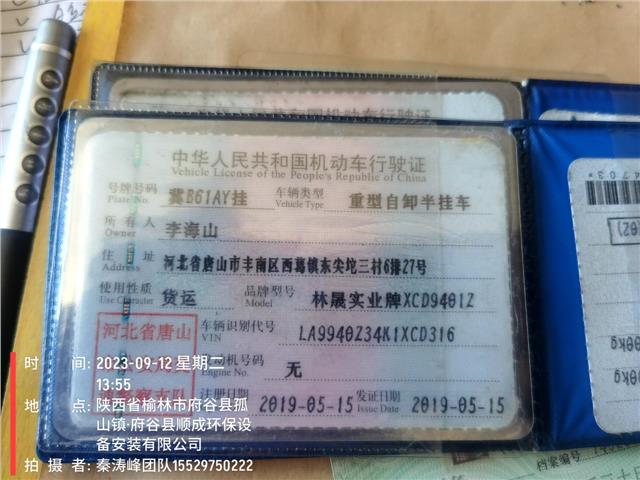 中华人民共和国机动车行驶证
Vehicle License of the People's Republic of China
号牌号码 冀B61AY挂 车辆类型 重型自卸半挂车
Plate No. Vehicle Type
所有人 李海山
Owner
住址 河北省唐山市丰南区西葛镇东尖坨三村6排27号
Address
使用性质 货运 品牌型号 林晟实业牌XCD9401Z
Use Character Model
河北省唐山 车辆识别代号 LA9940Z34K1XCD316
VIN
动机号码 无
支队 注册日期 2019-05-15 发证日期 2019-05-15
Issue Date
时 间: 2023-09-12 星期二
13:55
地 点: 陕西省榆林市府谷县孤
山镇·府谷县顺成环保设
备安装有限公司
拍 摄 者: 秦涛峰团队15529750222
档案编号